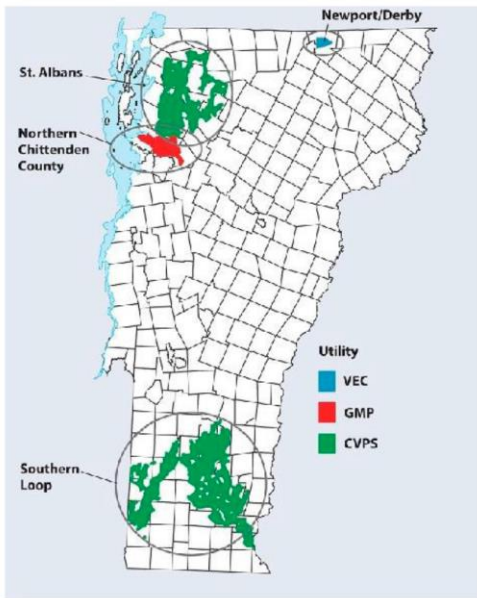 Newport/Derby
St. Albans
Northern
Chittenden
County
Utility
VEC
GMP
CVPS
Southern
Loop